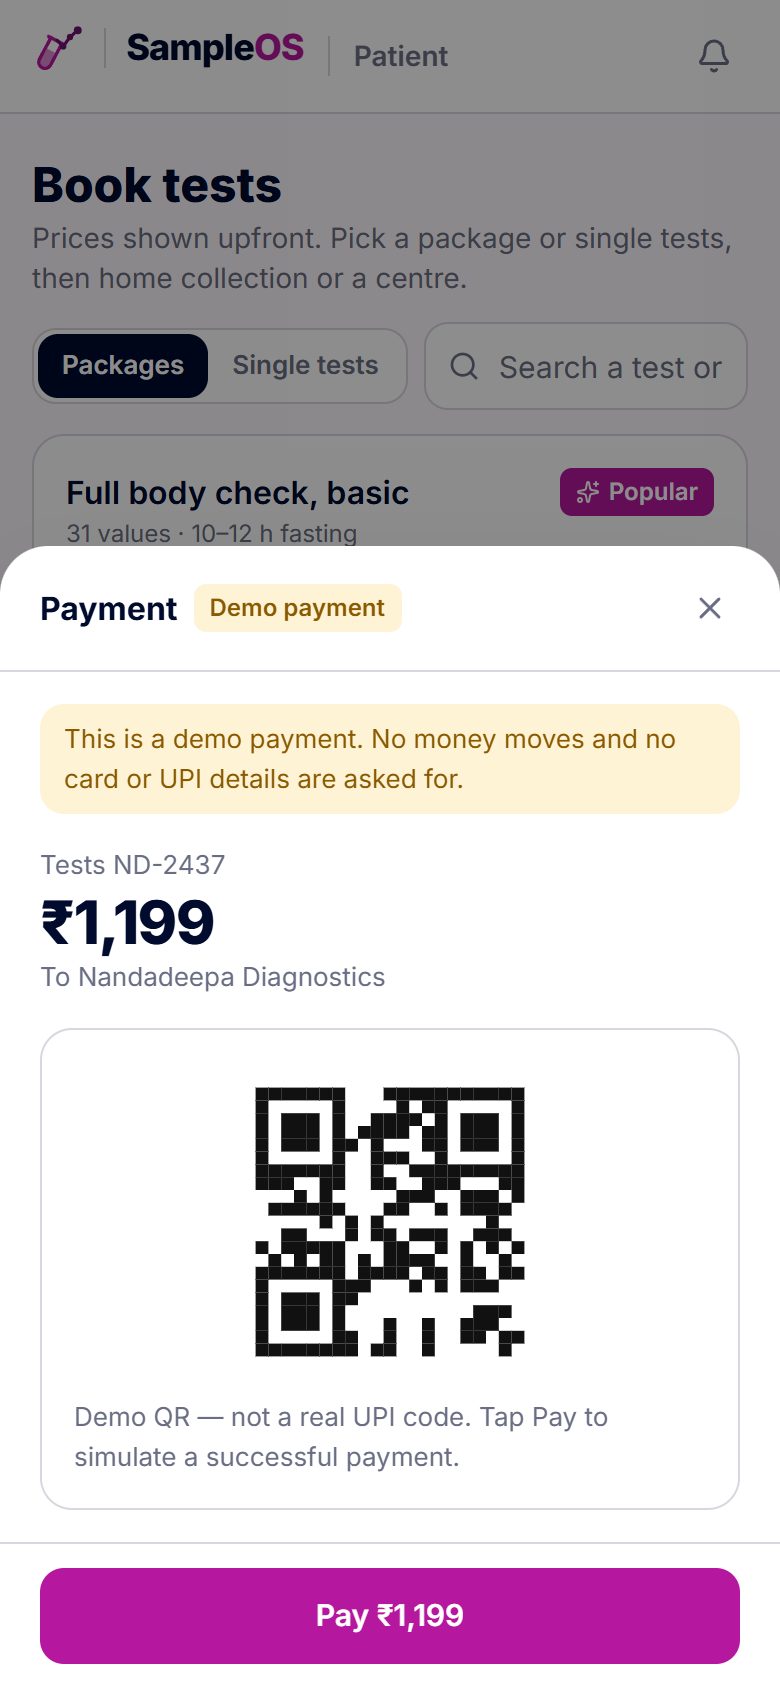 SampleOS
Patient
Book tests
Prices shown upfront. Pick a package or single tests,
then home collection or a centre.
Packages
Single tests
Search a test or
Full body check, basic
Popular
31 values · 10–12 h fasting
Payment
Demo payment
This is a demo payment. No money moves and no
card or UPI details are asked for.
Tests ND-2437
₹1,199
To Nandadeepa Diagnostics
Demo QR — not a real UPI code. Tap Pay to
simulate a successful payment.
Pay ₹1,199